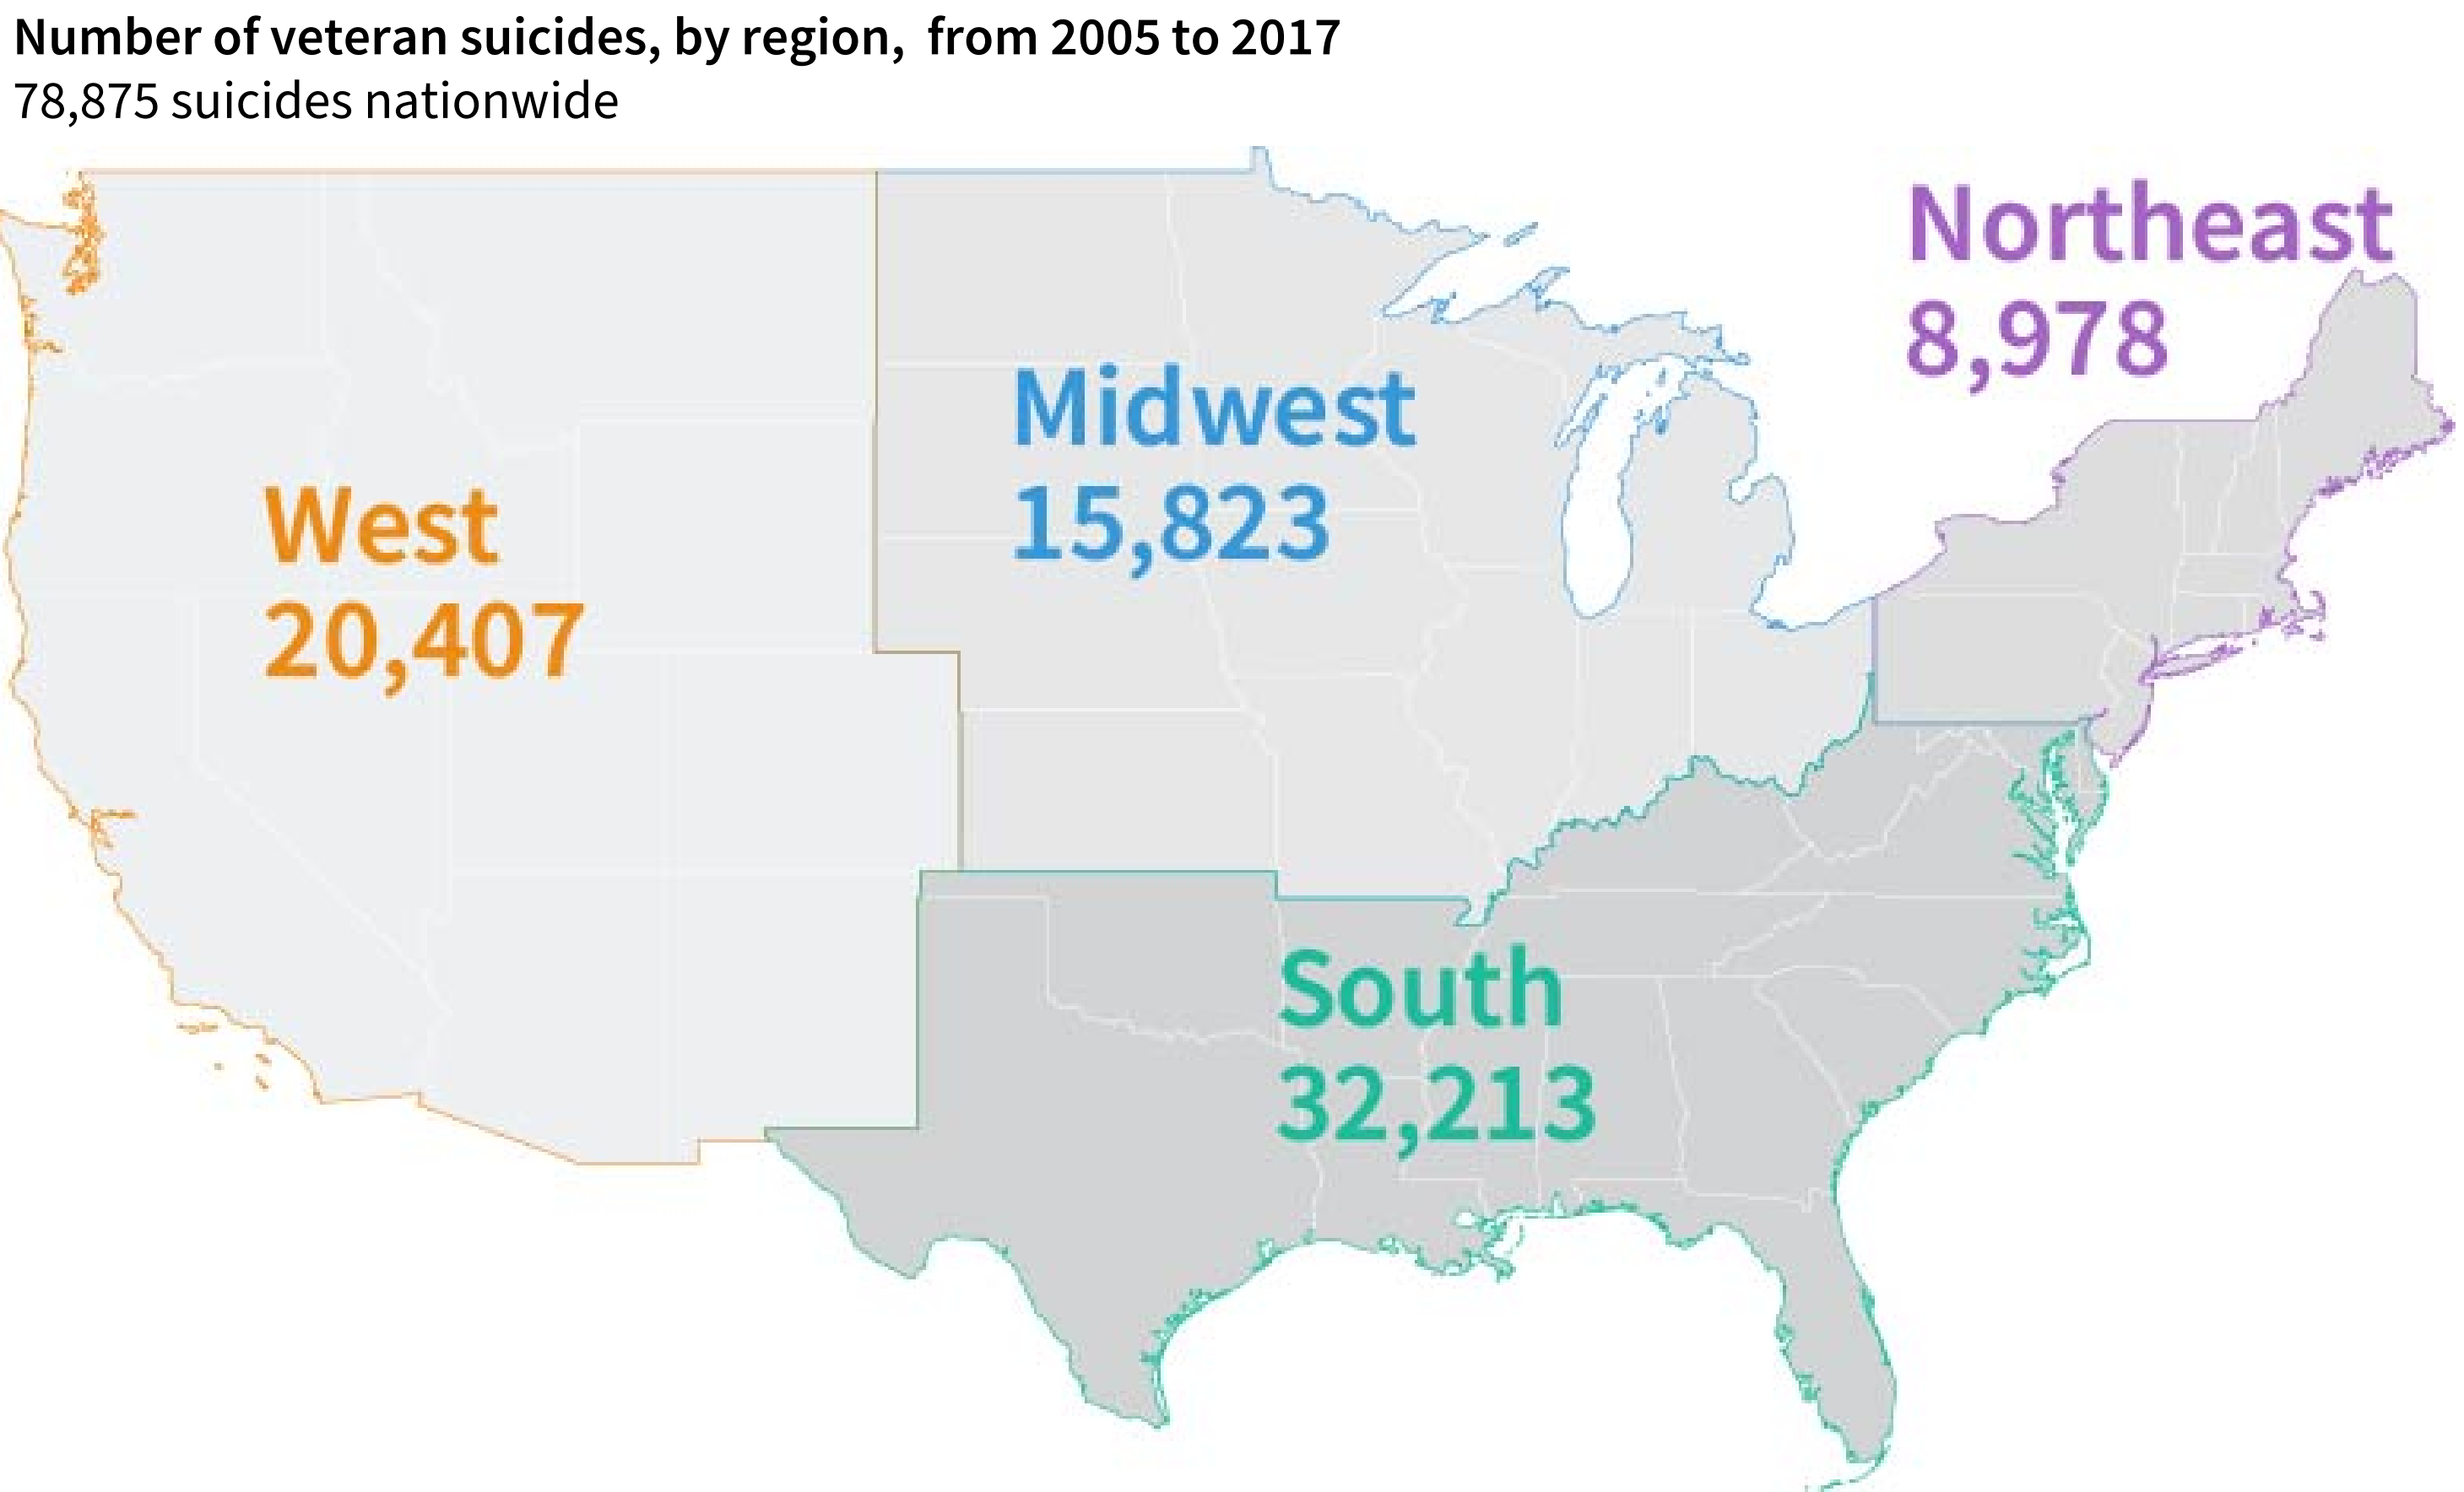 Number of veteran suicides, by region, from 2005 to 2017
78,875 suicides nationwide
Northeast
8,978
Midwest
15,823
West
20,407
South
32,213